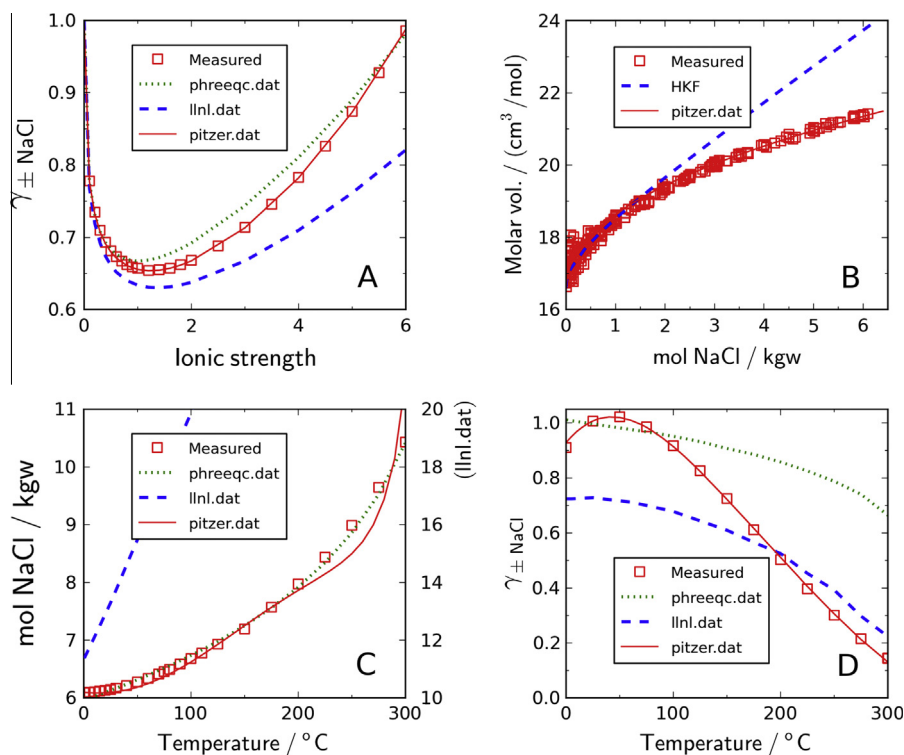 1.0
0.9
0.8
0.7
0.6
γ± NaCl
Measured
phreeqc.dat
llnl.dat
pitzer.dat
A
0 2 4 6
Ionic strength
24
22
20
18
16
Molar vol. / (cm³/mol)
Measured
HKF
pitzer.dat
B
0 1 2 3 4 5 6
mol NaCl / kgw
11
10
9
8
7
6
mol NaCl / kgw
Measured
phreeqc.dat
llnl.dat
pitzer.dat
20
18
16
14
12
10
(llnl.dat)
C
0 100 200 300
Temperature / °C
1.0
0.8
0.6
0.4
0.2
0.0
γ± NaCl
Measured
phreeqc.dat
llnl.dat
pitzer.dat
D
0 100 200 300
Temperature / °C